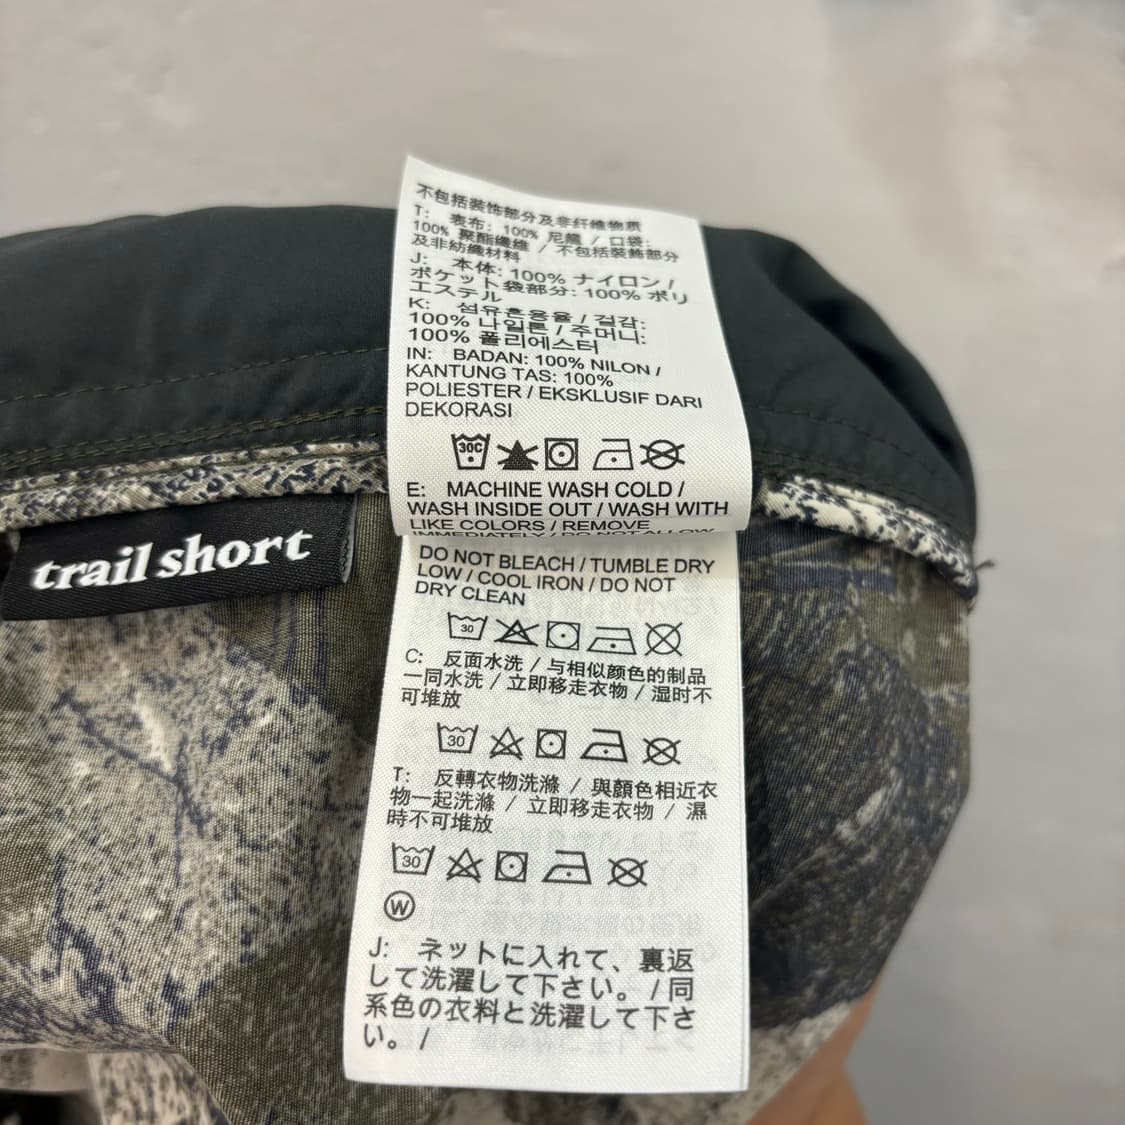 不包括装饰部分及非纤维物质
T: 表布: 100% 尼龍 / 口袋:
100% 聚酯纖維 / 不包括裝飾部分
及非紡織材料
J: 本体: 100% ナイロン /
ポケット袋部分: 100% ポリ
エステル
K: 섬유혼용율 / 겉감:
100% 나일론 / 주머니:
100% 폴리에스터
IN: BADAN: 100% NILON /
KANTUNG TAS: 100%
POLIESTER / EKSKLUSIF DARI
DEKORASI
30C
E: MACHINE WASH COLD /
WASH INSIDE OUT / WASH WITH
LIKE COLORS / REMOVE
IMMEDIATELY / DO NOT ALLOW
trail short
DO NOT BLEACH / TUMBLE DRY
LOW / COOL IRON / DO NOT
DRY CLEAN
30
C: 反面水洗 / 与相似颜色的制品
一同水洗 / 立即移走衣物 / 湿时不
可堆放
30
T: 反轉衣物洗滌 / 與顏色相近衣
物一起洗滌 / 立即移走衣物 / 濕
時不可堆放
30
W
J: ネットに入れて、裏返
して洗濯して下さい。/ 同
系色の衣料と洗濯して下さ
い。/